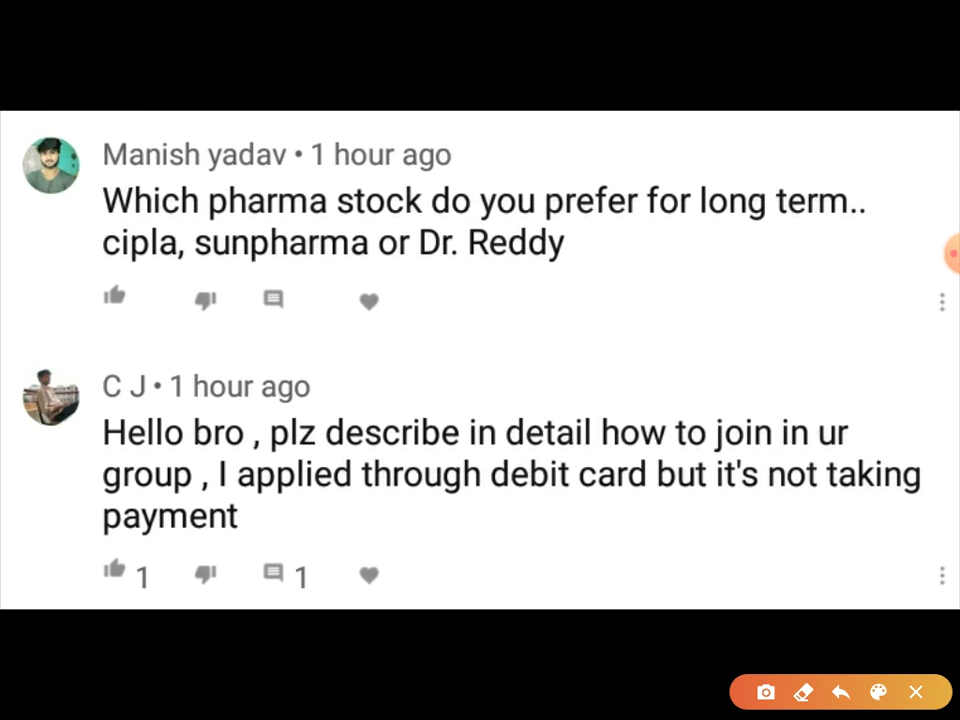 Manish yadav • 1 hour ago
Which pharma stock do you prefer for long term..
cipla, sunpharma or Dr. Reddy
C J • 1 hour ago
Hello bro , plz describe in detail how to join in ur
group , I applied through debit card but it's not taking
payment
1 1